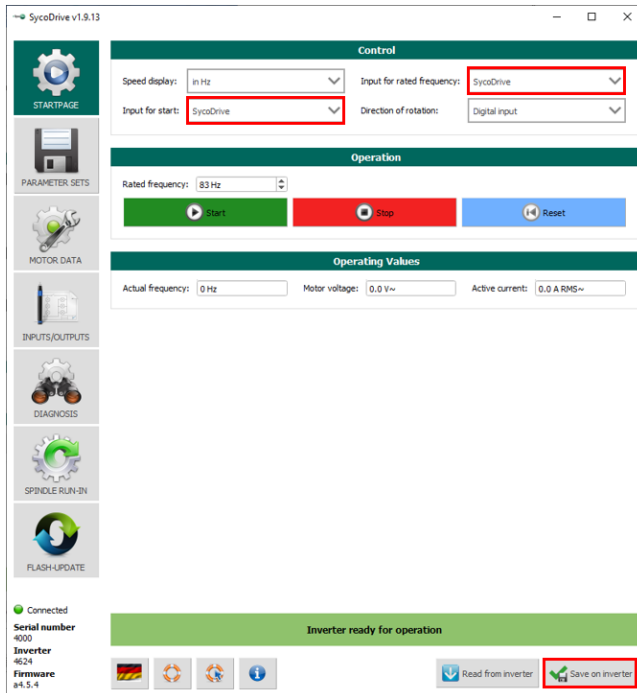 SycoDrive v1.9.13
STARTPAGE
PARAMETER SETS
MOTOR DATA
INPUTS/OUTPUTS
DIAGNOSIS
SPINDLE RUN-IN
FLASH-UPDATE
Connected
Serial number
4000
Inverter
4624
Firmware
a4.5.4
Control
Speed display: in Hz Input for rated frequency: SycoDrive
Input for start: SycoDrive Direction of rotation: Digital input
Operation
Rated frequency: 83 Hz
Start Stop Reset
Operating Values
Actual frequency: 0 Hz Motor voltage: 0.0 V~ Active current: 0.0 A RMS~
Inverter ready for operation
Read from inverter Save on inverter